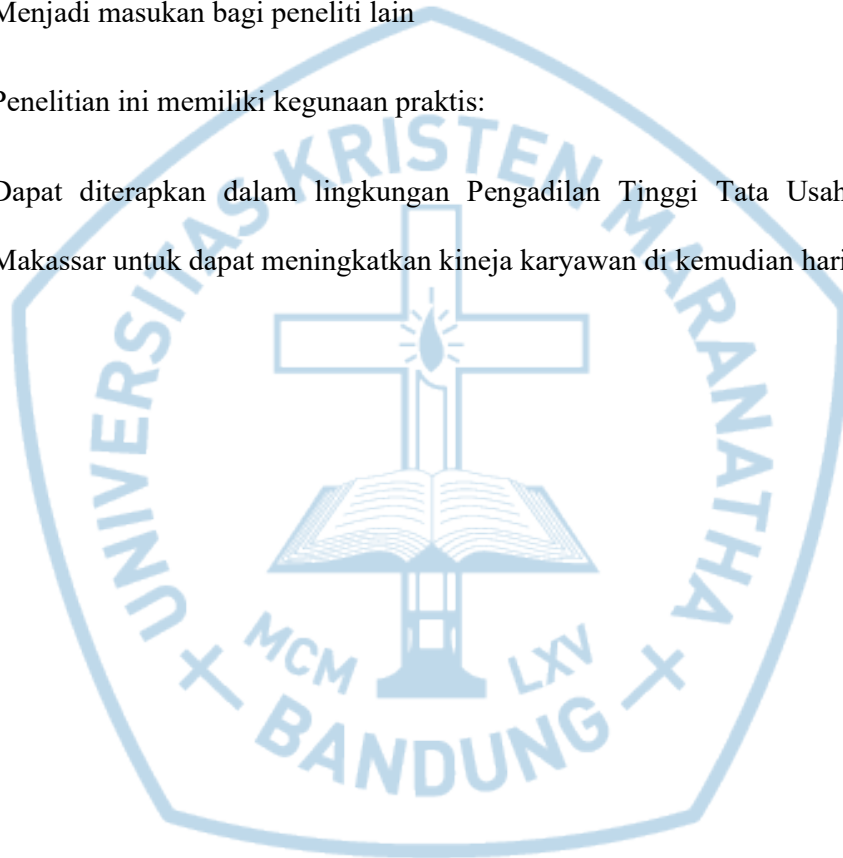 Menjadi masukan bagi peneliti lain
Penelitian ini memiliki kegunaan praktis:
Dapat diterapkan dalam lingkungan Pengadilan Tinggi Tata Usah
Makassar untuk dapat meningkatkan kineja karyawan di kemudian hari
UNIVERSITAS KRISTEN MARANATHA
MCM LXV
BANDUNG